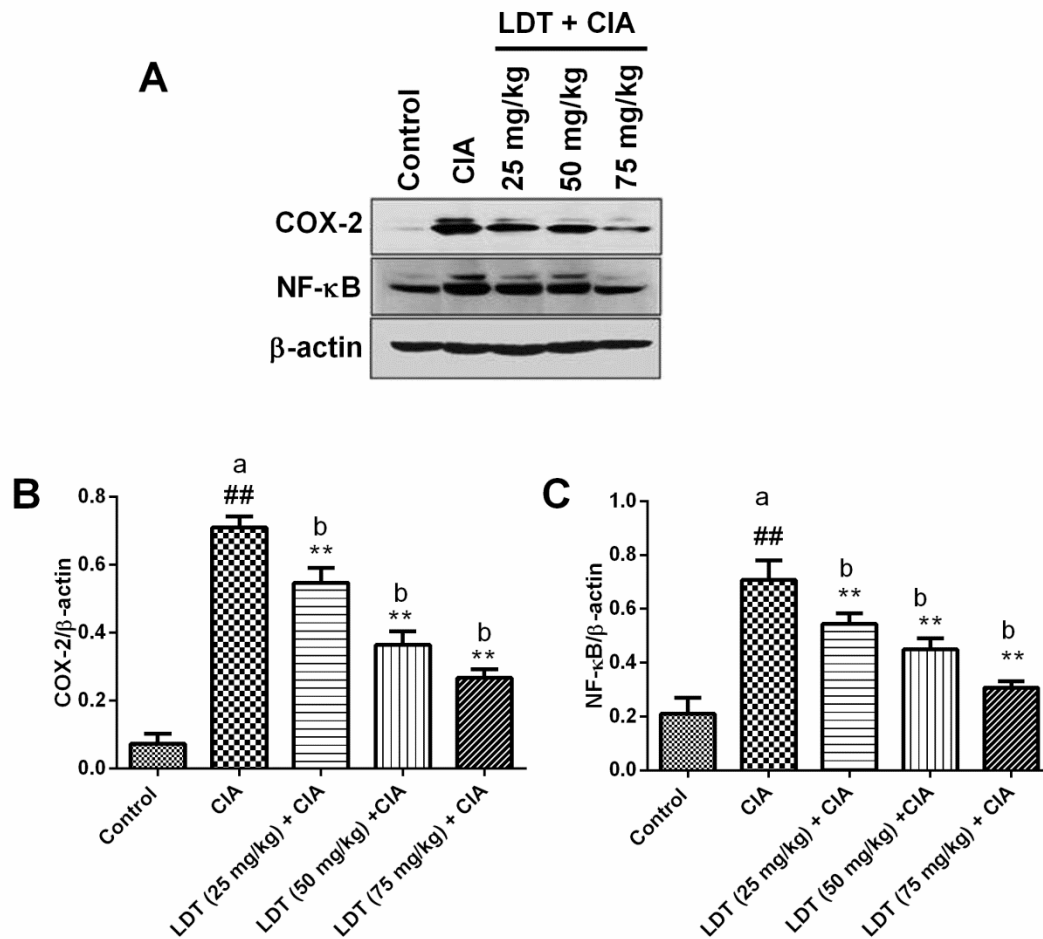 LDT + CIA
A
Control
CIA
25 mg/kg
50 mg/kg
75 mg/kg
COX-2
NF-κB
β-actin
B
COX-2/β-actin
0.8
0.6
0.4
0.2
0.0
a
##
b
**
b
**
b
**
Control
CIA
LDT (25 mg/kg) + CIA
LDT (50 mg/kg) +CIA
LDT (75 mg/kg) + CIA
C
NF-κB/β-actin
1.0
0.8
0.6
0.4
0.2
0.0
a
##
b
**
b
**
b
**
Control
CIA
LDT (25 mg/kg) + CIA
LDT (50 mg/kg) +CIA
LDT (75 mg/kg) + CIA